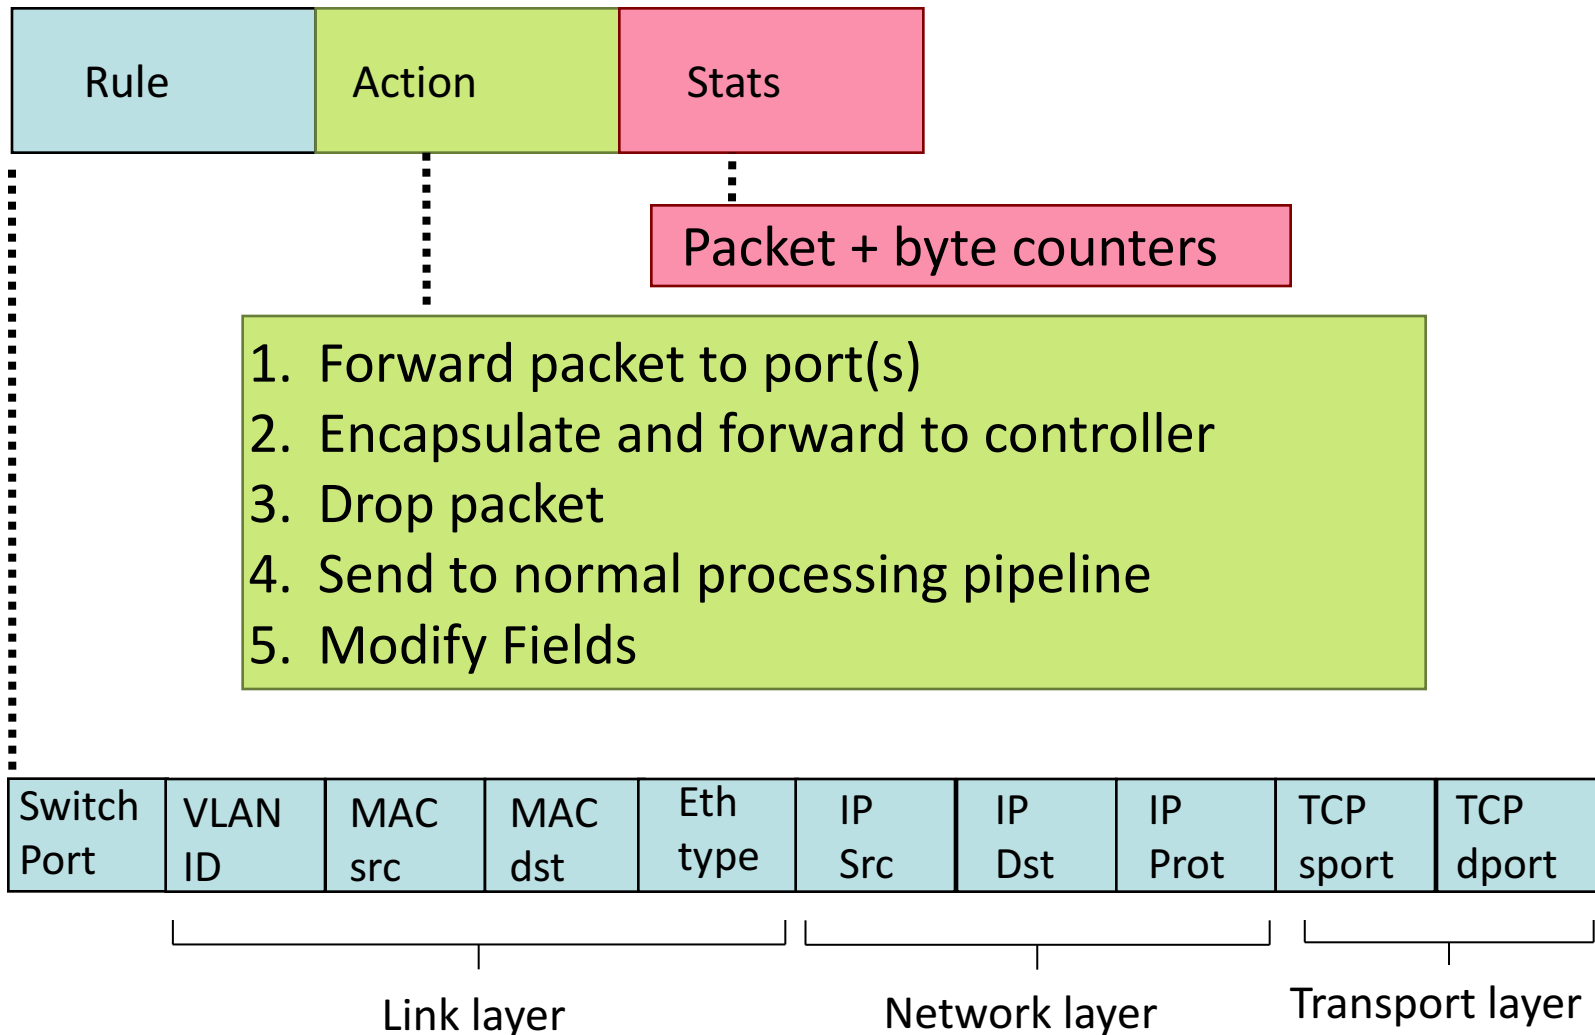 Rule
Action
Stats
Packet + byte counters
1. Forward packet to port(s)
2. Encapsulate and forward to controller
3. Drop packet
4. Send to normal processing pipeline
5. Modify Fields
Switch
Port
VLAN
ID
MAC
src
MAC
dst
Eth
type
IP
Src
IP
Dst
IP
Prot
TCP
sport
TCP
dport
Link layer
Network layer
Transport layer